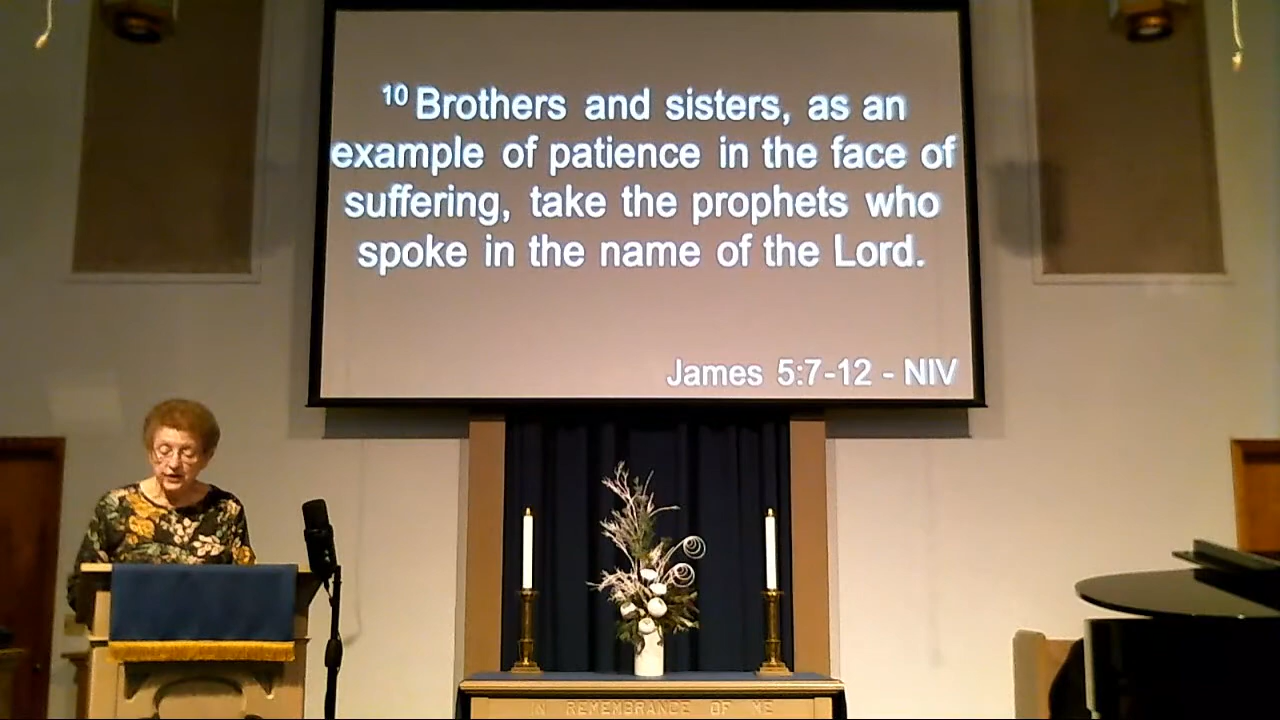 10 Brothers and sisters, as an
example of patience in the face of
suffering, take the prophets who
spoke in the name of the Lord.
James 5:7-12 - NIV
IN REMEMBRANCE OF ME